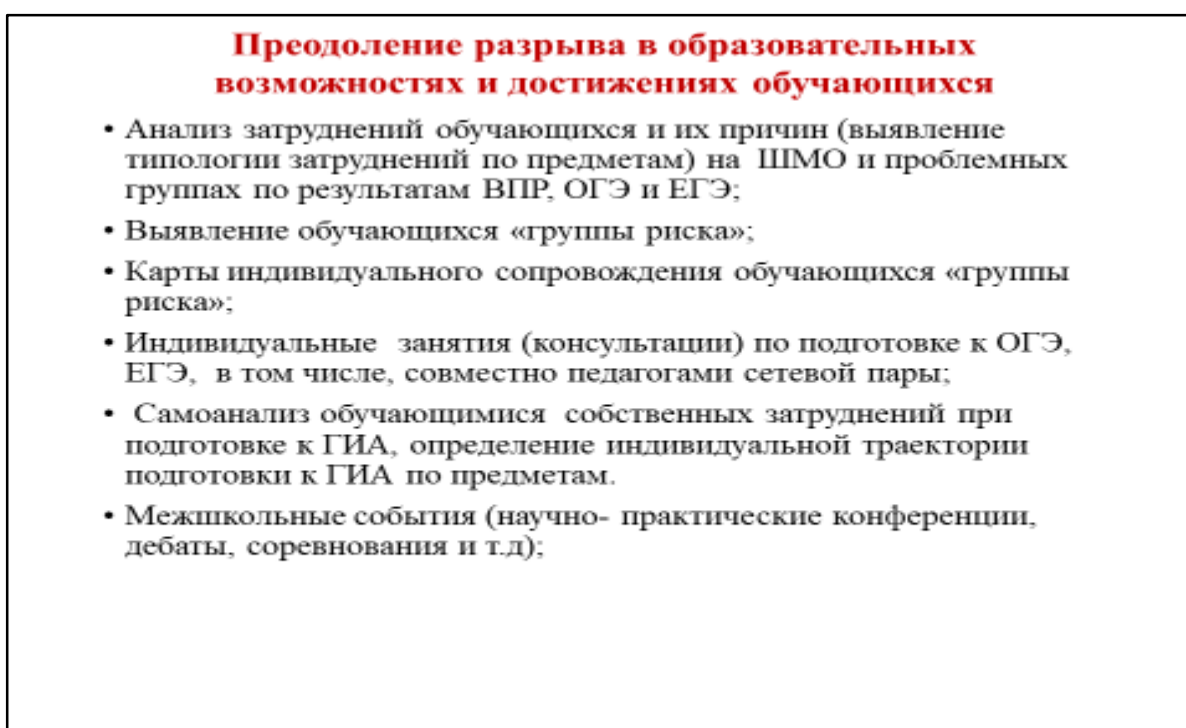 Преодоление разрыва в образовательных
возможностях и достижениях обучающихся
• Анализ затруднений обучающихся и их причин (выявление
типологии затруднений по предметам) на ШМО и проблемных
группах по результатам ВПР, ОГЭ и ЕГЭ;
• Выявление обучающихся «группы риска»;
• Карты индивидуального сопровождения обучающихся «группы
риска»;
• Индивидуальные занятия (консультации) по подготовке к ОГЭ,
ЕГЭ, в том числе, совместно педагогами сетевой пары;
• Самоанализ обучающимися собственных затруднений при
подготовке к ГИА, определение индивидуальной траектории
подготовки к ГИА по предметам.
• Межшкольные события (научно- практические конференции,
дебаты, соревнования и т.д);